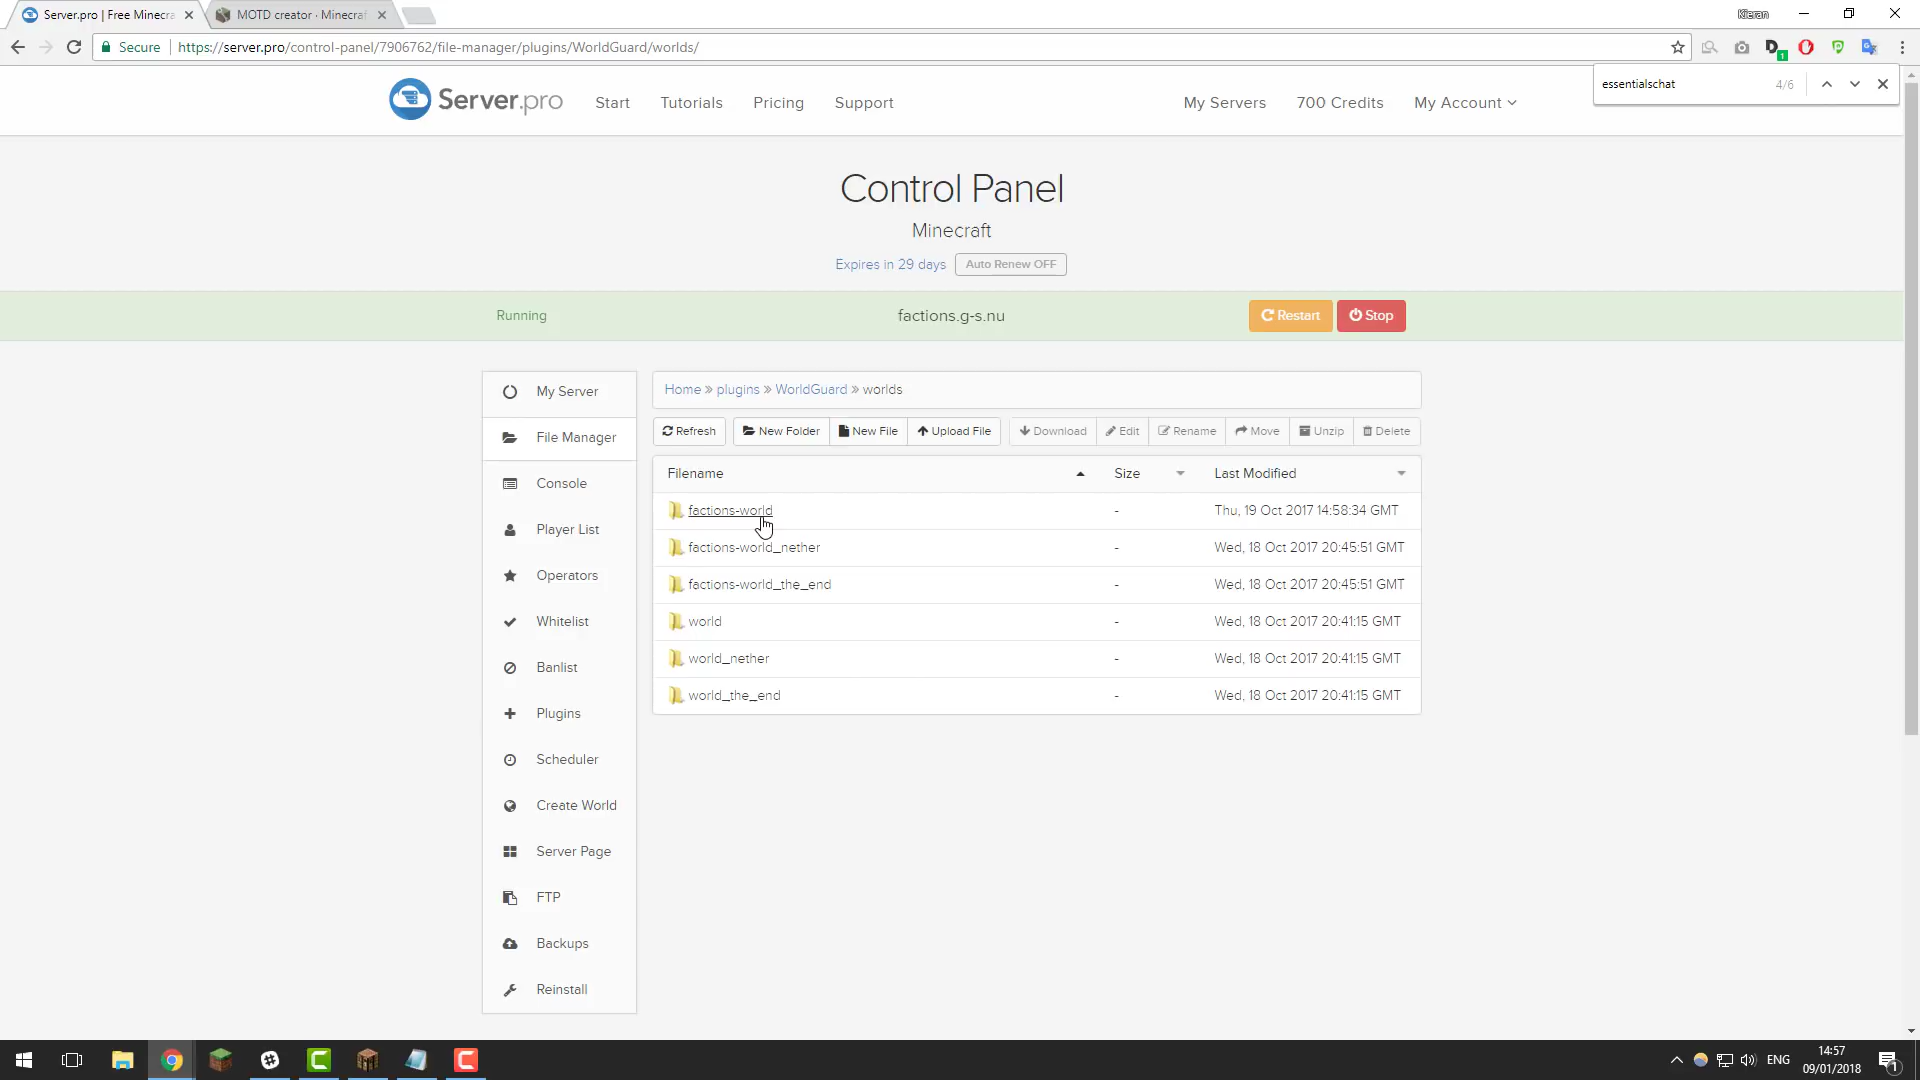 Server.pro | Free Minecra
MOTD creator · Minecraf
Kieran
Secure
https://server.pro/control-panel/7906762/file-manager/plugins/WorldGuard/worlds/
1
essentialschat
4/6
Server.pro
Start
Tutorials
Pricing
Support
My Servers
700 Credits
My Account
Control Panel
Minecraft
Expires in 29 days
Auto Renew OFF
Running
factions.g-s.nu
Restart
Stop
My Server
File Manager
Console
Player List
Operators
Whitelist
Banlist
Plugins
Scheduler
Create World
Server Page
FTP
Backups
Reinstall
Home » plugins » WorldGuard » worlds
Refresh
New Folder
New File
Upload File
Download
Edit
Rename
Move
Unzip
Delete
Filename
Size
Last Modified
factions-world
-
Thu, 19 Oct 2017 14:58:34 GMT
factions-world_nether
-
Wed, 18 Oct 2017 20:45:51 GMT
factions-world_the_end
-
Wed, 18 Oct 2017 20:45:51 GMT
world
-
Wed, 18 Oct 2017 20:41:15 GMT
world_nether
-
Wed, 18 Oct 2017 20:41:15 GMT
world_the_end
-
Wed, 18 Oct 2017 20:41:15 GMT
ENG
14:57
09/01/2018
1